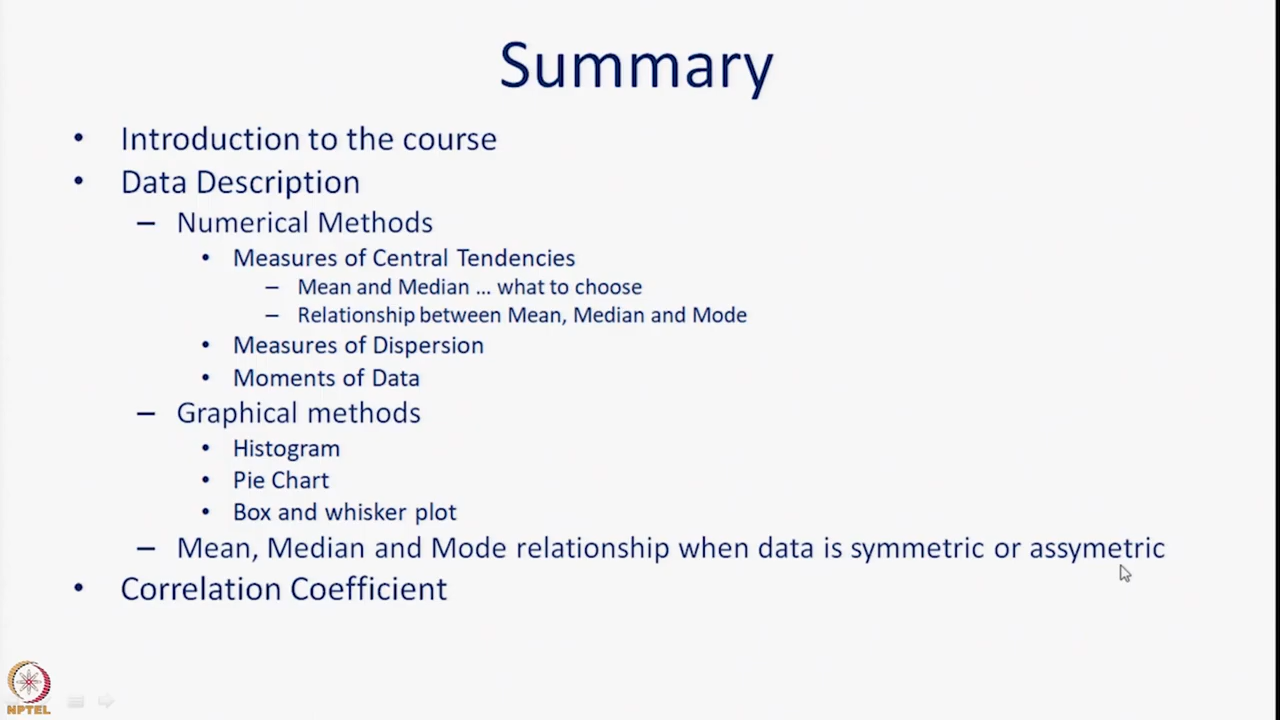 Summary
• Introduction to the course
• Data Description
– Numerical Methods
• Measures of Central Tendencies
– Mean and Median ... what to choose
– Relationship between Mean, Median and Mode
• Measures of Dispersion
• Moments of Data
– Graphical methods
• Histogram
• Pie Chart
• Box and whisker plot
– Mean, Median and Mode relationship when data is symmetric or assymetric
• Correlation Coefficient
NPTEL